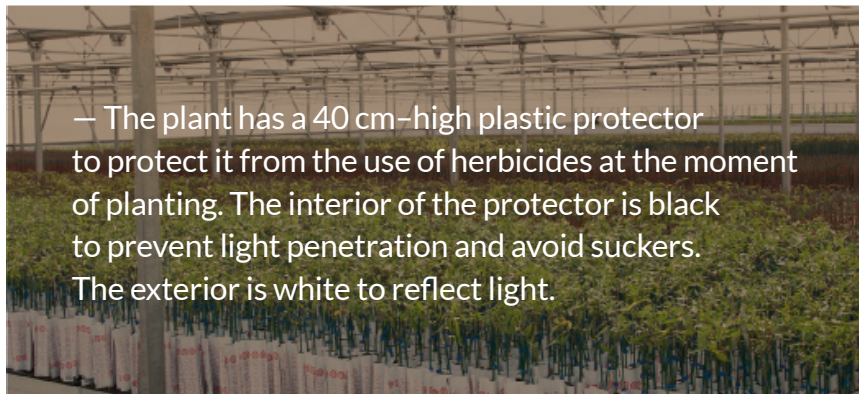 — The plant has a 40 cm–high plastic protector
to protect it from the use of herbicides at the moment
of planting. The interior of the protector is black
to prevent light penetration and avoid suckers.
The exterior is white to reflect light.